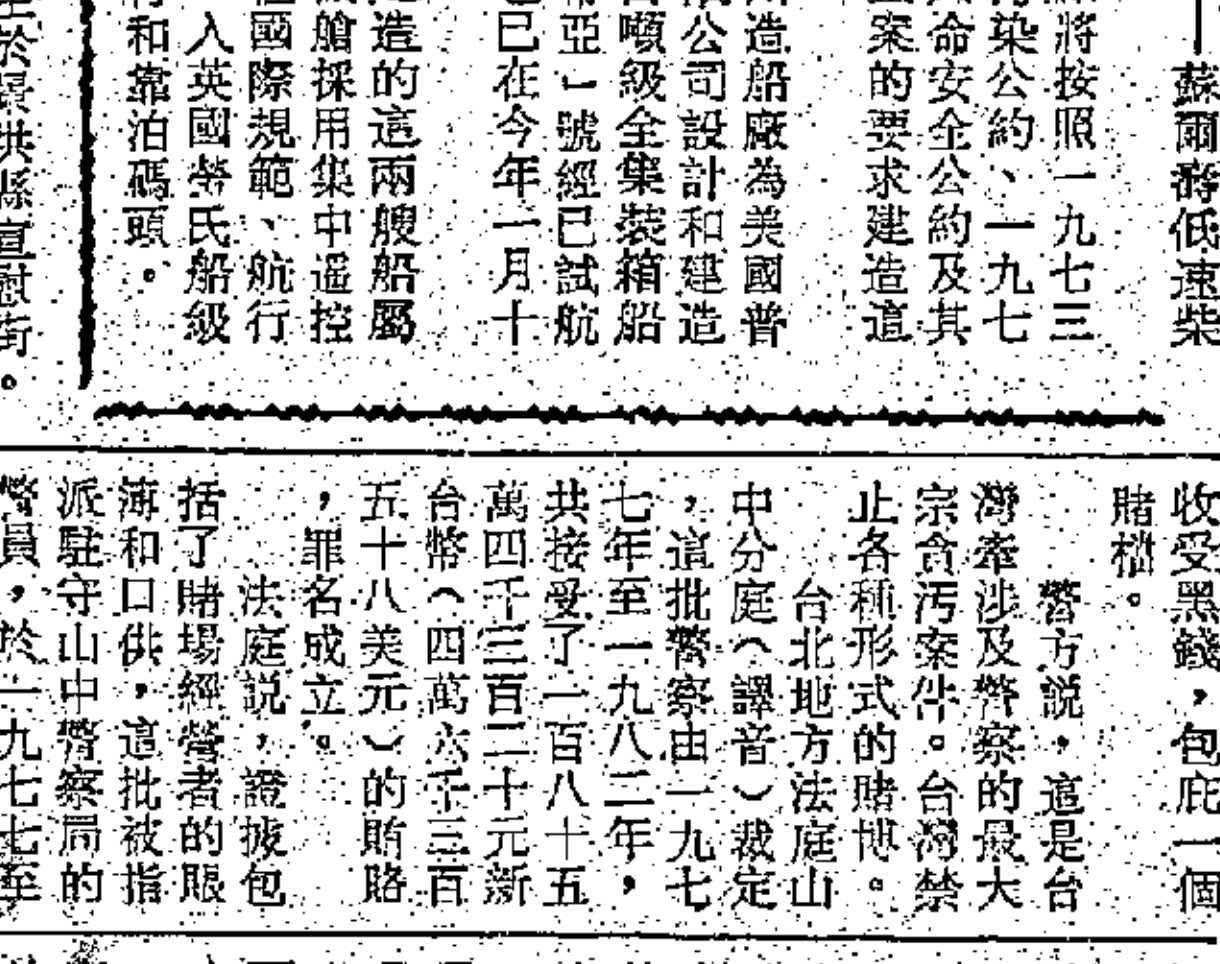 蘇爾壽低速柴
將按照一九七三
染公約、一九七
命安全公約及其
案的要求建造這
造船廠為美國普
公司設計和建造
噸級全集裝箱船
亞」號經已試航
已在今年一月十
造的這兩艘船屬
艙採用集中遥控
國際規範、航行
入英國勞氏船級
和靠泊碼頭。
縣宣慰街。
收受黑錢，包庇一個
賭檔。
警方説，這是台
灣牽涉及警察的最大
宗貪汚案件。台灣禁
止各種形式的賭博。
台北地方法庭山
中分庭（譯音）裁定
，這批警察由一九七
七年至一九八二年，
共接受了一百八十五
萬四千三百二十元新
台幣（四萬六千三百
五十八美元）的賄賂
，罪名成立。
法庭説，證據包
括了賭場經營者的賬
薄和口供，這批被指
派駐守山中警察局的
警員，於一九七七至